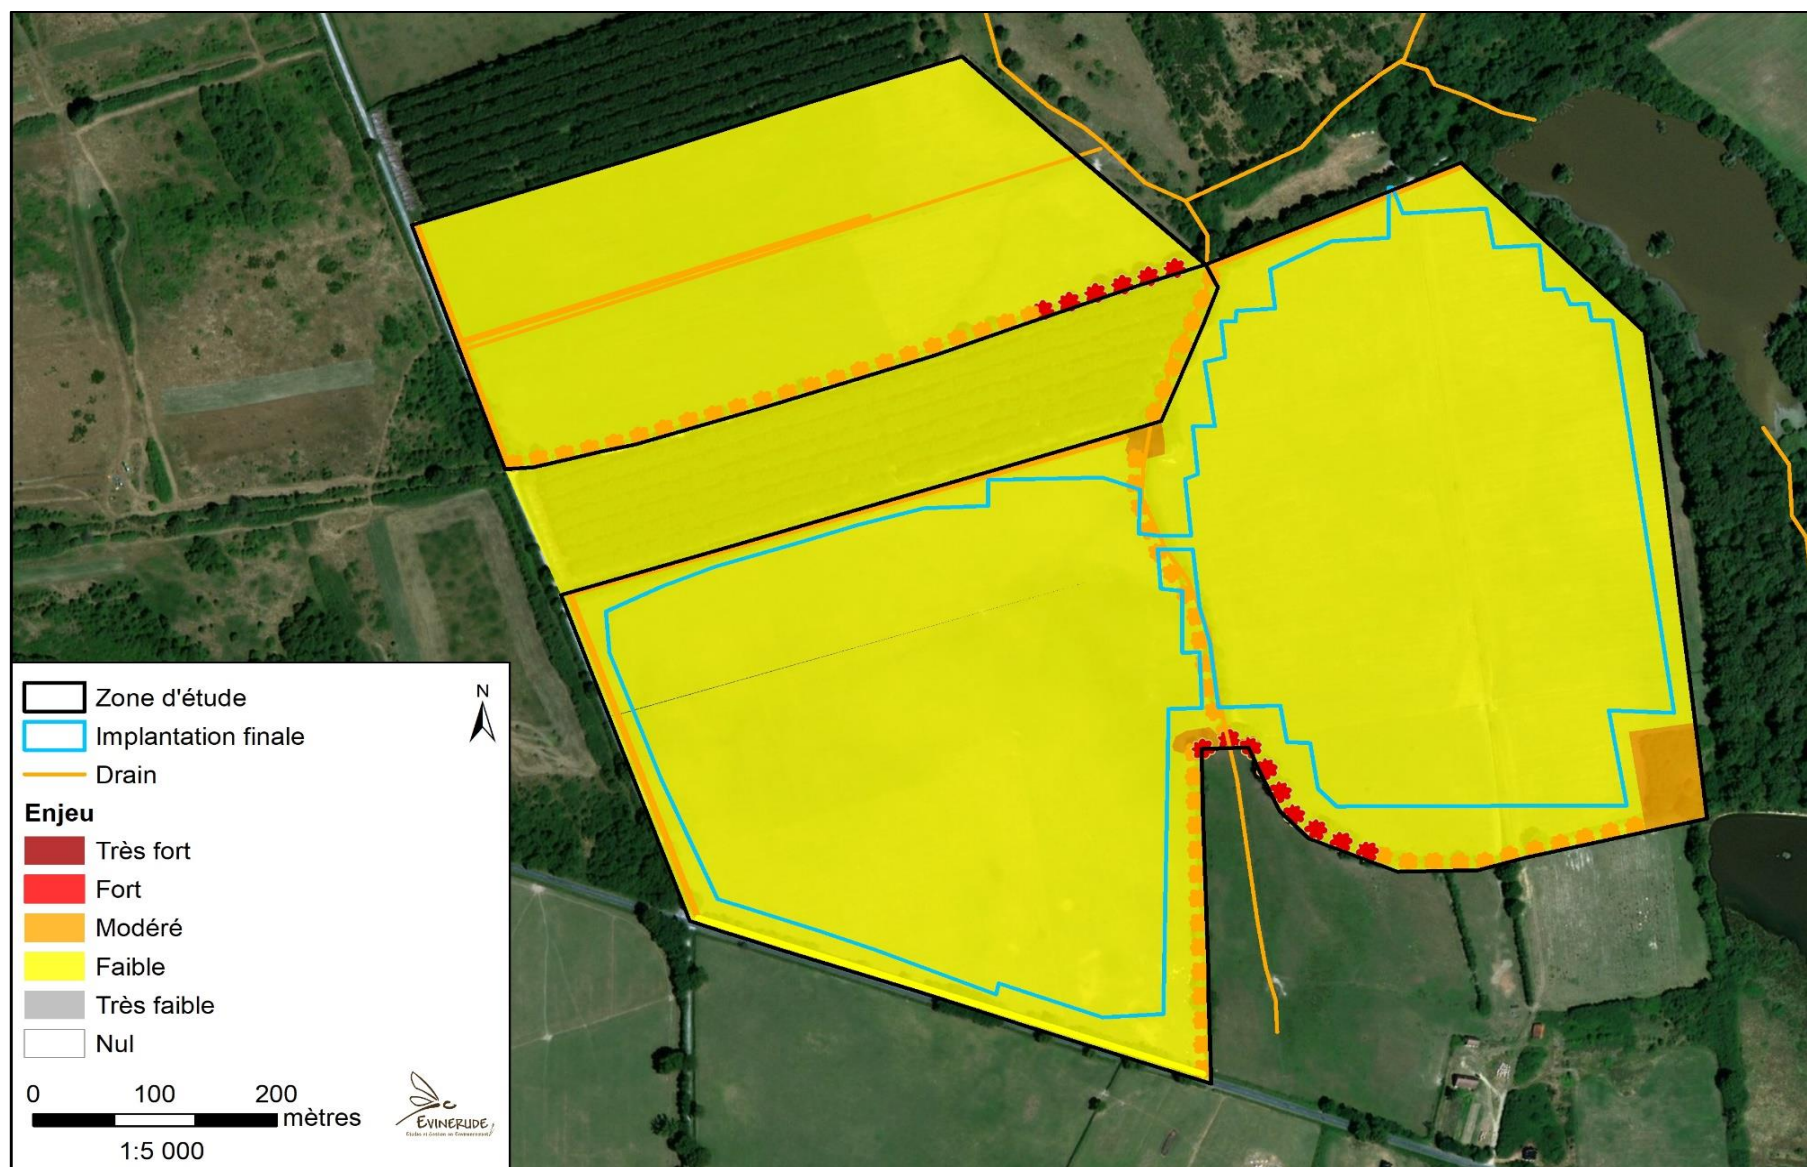 Zone d'étude
N
Implantation finale
Drain
Enjeu
Très fort
Fort
Modéré
Faible
Très faible
Nul
0 100 200
mètres
1:5 000
EVINERUDE